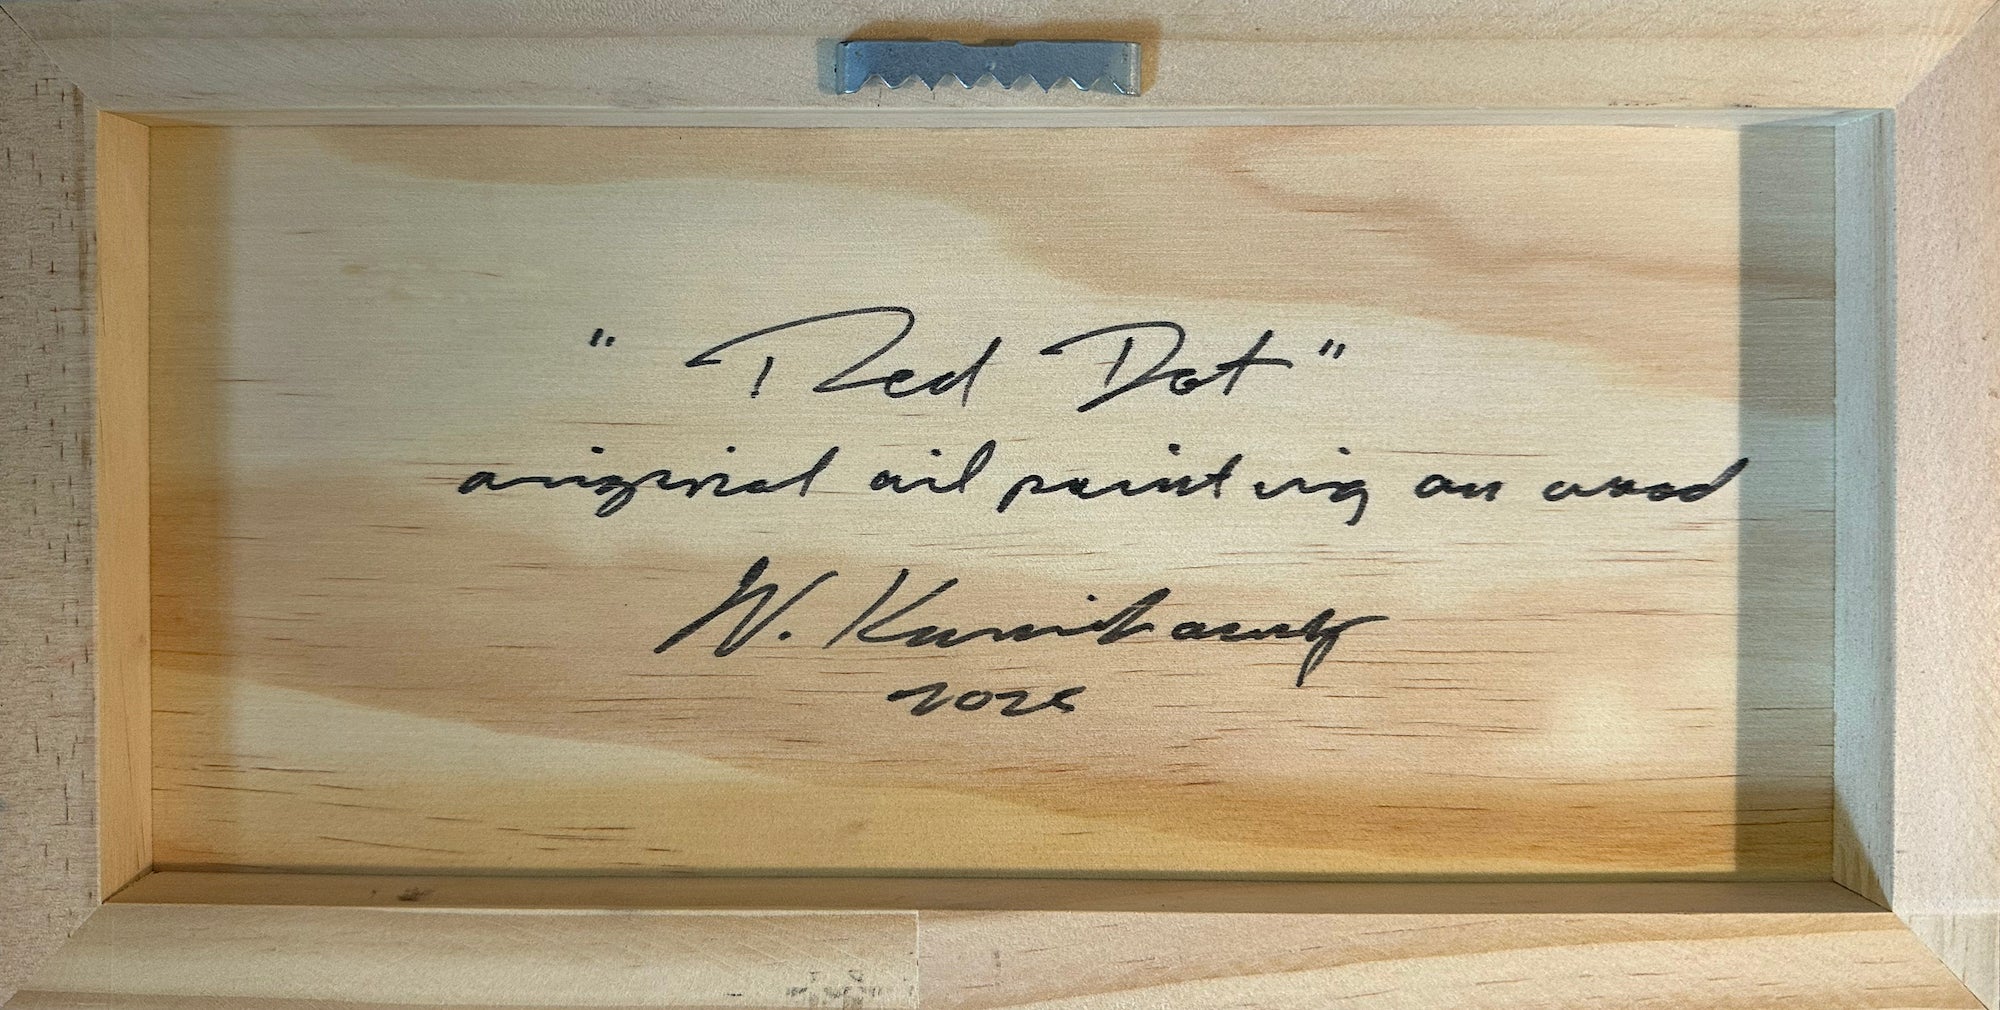 "Red Dot"
original oil painting on wood
W.
2025